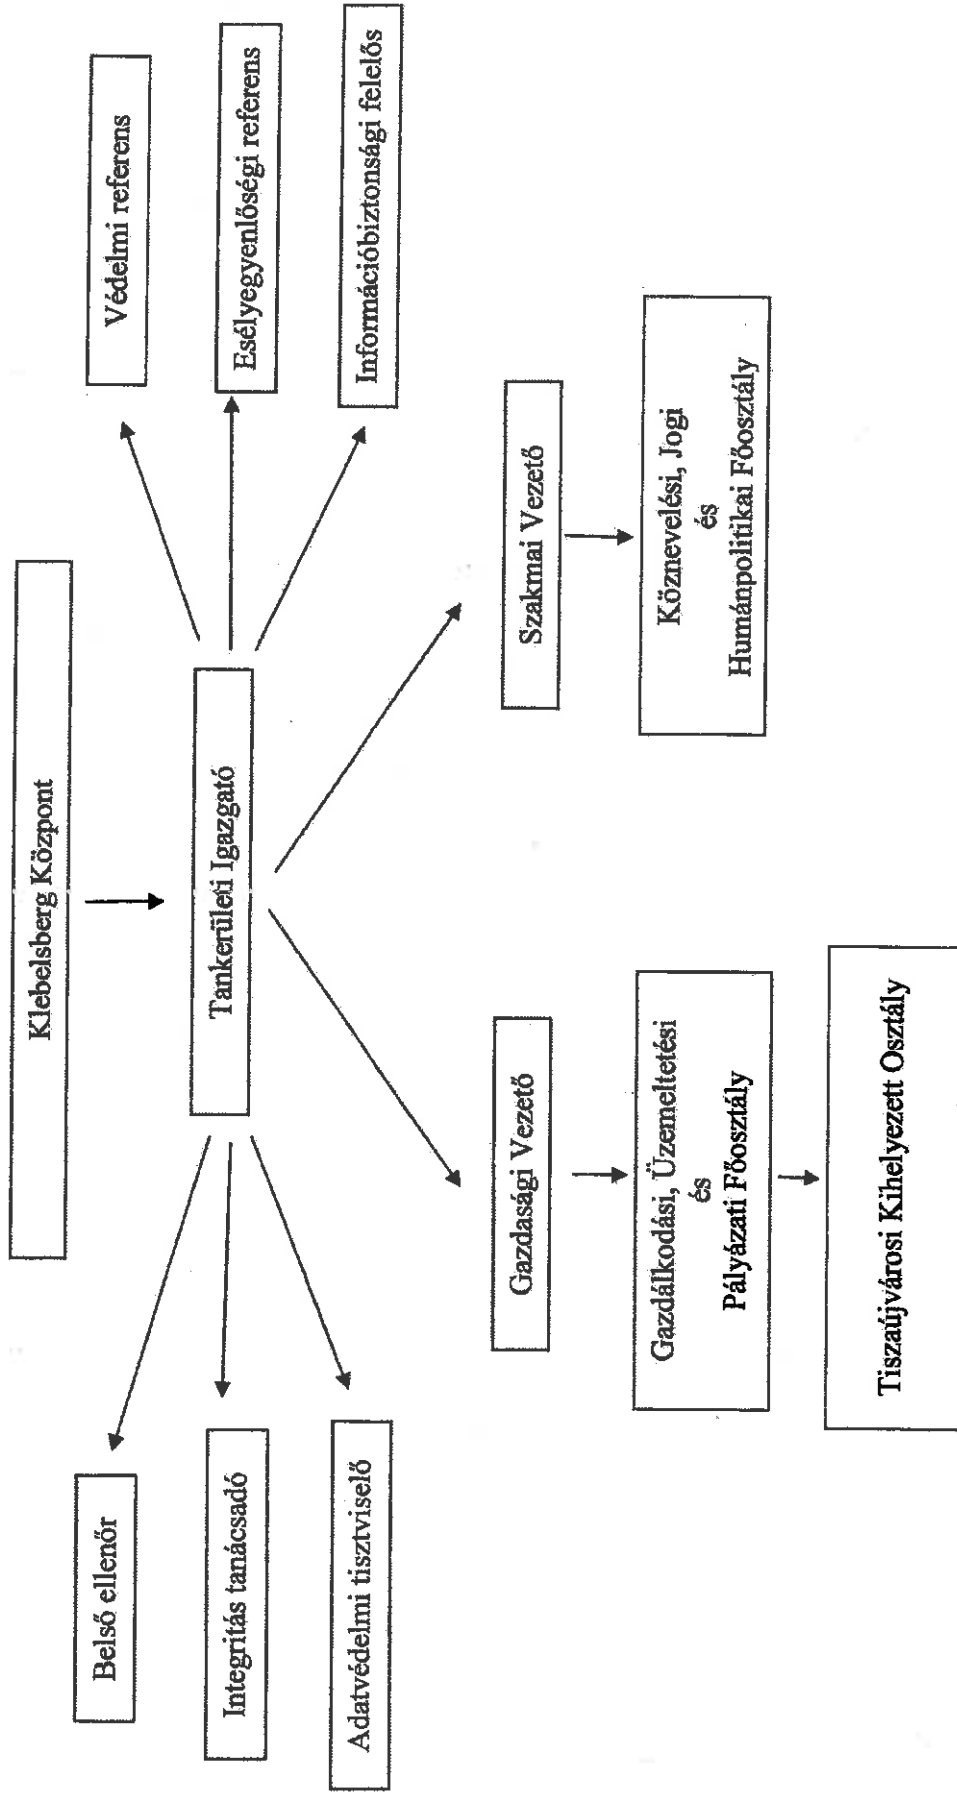 Klebelsberg Központ
Belső ellenőr
Védelmi referens
Integritás tanácsadó
Tankerületi Igazgató
Esélyegyenlőségi referens
Adatvédelmi tisztviselő
Információbiztonsági felelős
Gazdasági Vezető
Szakmai Vezető
Gazdálkodási, Üzemeltetési
és
Pályázati Főosztály
Köznevelési, Jogi
és
Humánpolitikai Főosztály
Tiszaújvárosi Kihelyezett Osztály